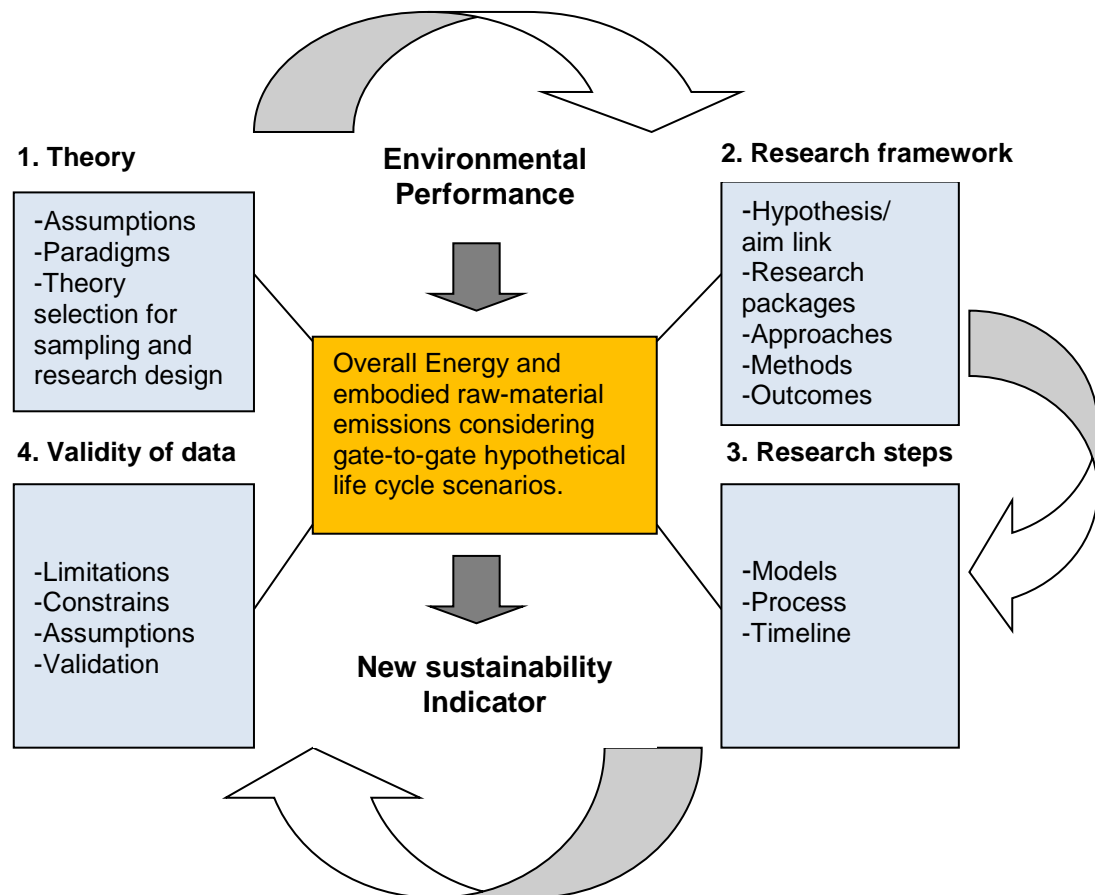 1. Theory
-Assumptions
-Paradigms
-Theory
selection for
sampling and
research design
Environmental
Performance
2. Research framework
-Hypothesis/
aim link
-Research
packages
-Approaches
-Methods
-Outcomes
Overall Energy and
embodied raw-material
emissions considering
gate-to-gate hypothetical
life cycle scenarios.
4. Validity of data
-Limitations
-Constrains
-Assumptions
-Validation
3. Research steps
-Models
-Process
-Timeline
New sustainability
Indicator